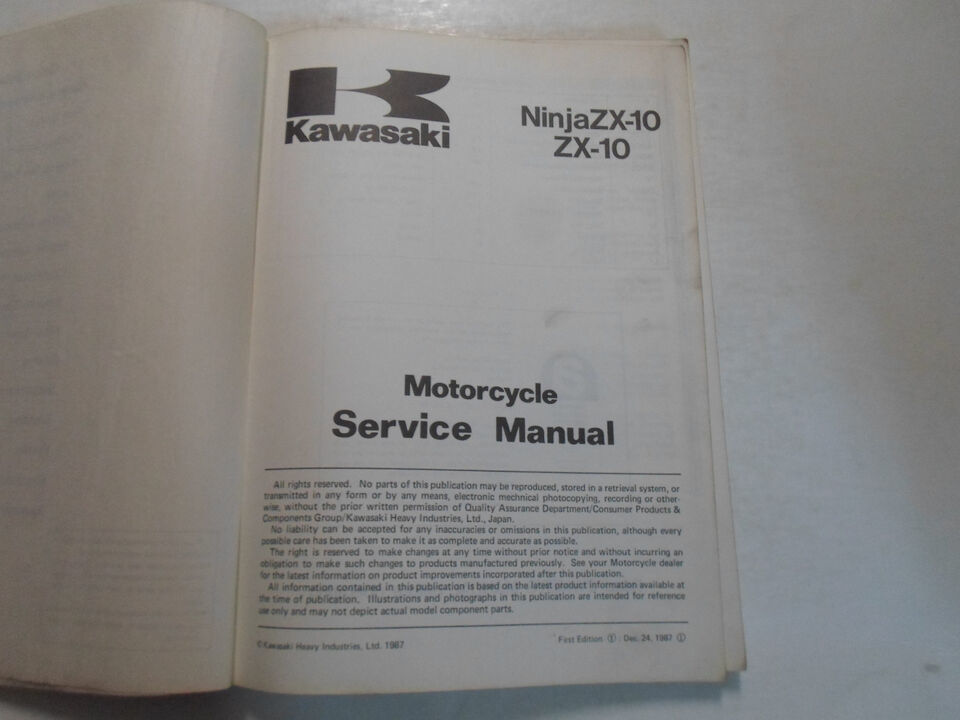 Kawasaki
NinjaZX-10
ZX-10
Motorcycle
Service Manual
All rights reserved. No parts of this publication may be reproduced, stored in a retrieval system, or
transmitted in any form or by any means, electronic mechnical photocopying, recording or other-
wise, without the prior written permission of Quality Assurance Department/Consumer Products &
Components Group/Kawasaki Heavy Industries, Ltd., Japan.
No liability can be accepted for any inaccuracies or omissions in this publication, although every
possible care has been taken to make it as complete and accurate as possible.
The right is reserved to make changes at any time without prior notice and without incurring an
obligation to make such changes to products manufactured previously. See your Motorcycle dealer
for the latest information on product improvements incorporated after this publication.
All information contained in this publication is based on the latest product information available at
the time of publication. Illustrations and photographs in this publication are intended for reference
use only and may not depict actual model component parts.
©Kawasaki Heavy Industries, Ltd. 1987
First Edition ① : Dec. 24, 1987 ①